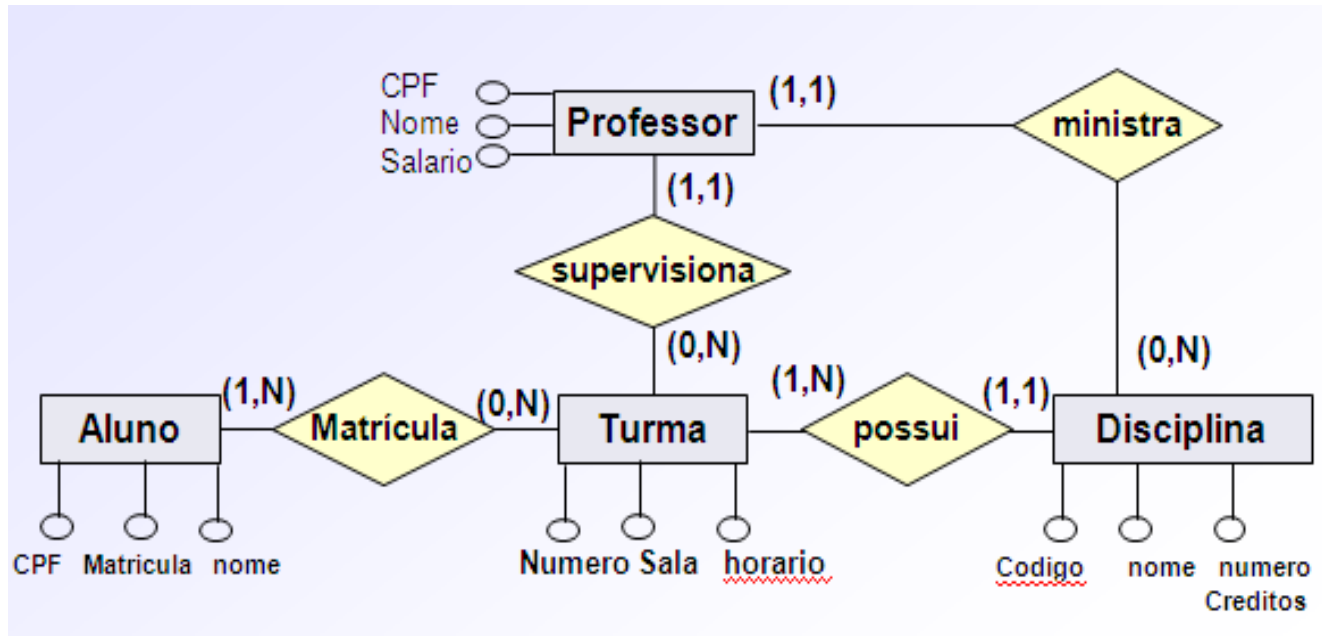 CPF
Nome
Salario
Professor
(1,1)
ministra
(1,1)
supervisiona
(0,N)
(0,N)
Aluno
(1,N)
Matrícula
(0,N)
Turma
(1,N)
possui
(1,1)
Disciplina
CPF Matricula nome
Numero Sala horario
Codigo nome numero
Creditos